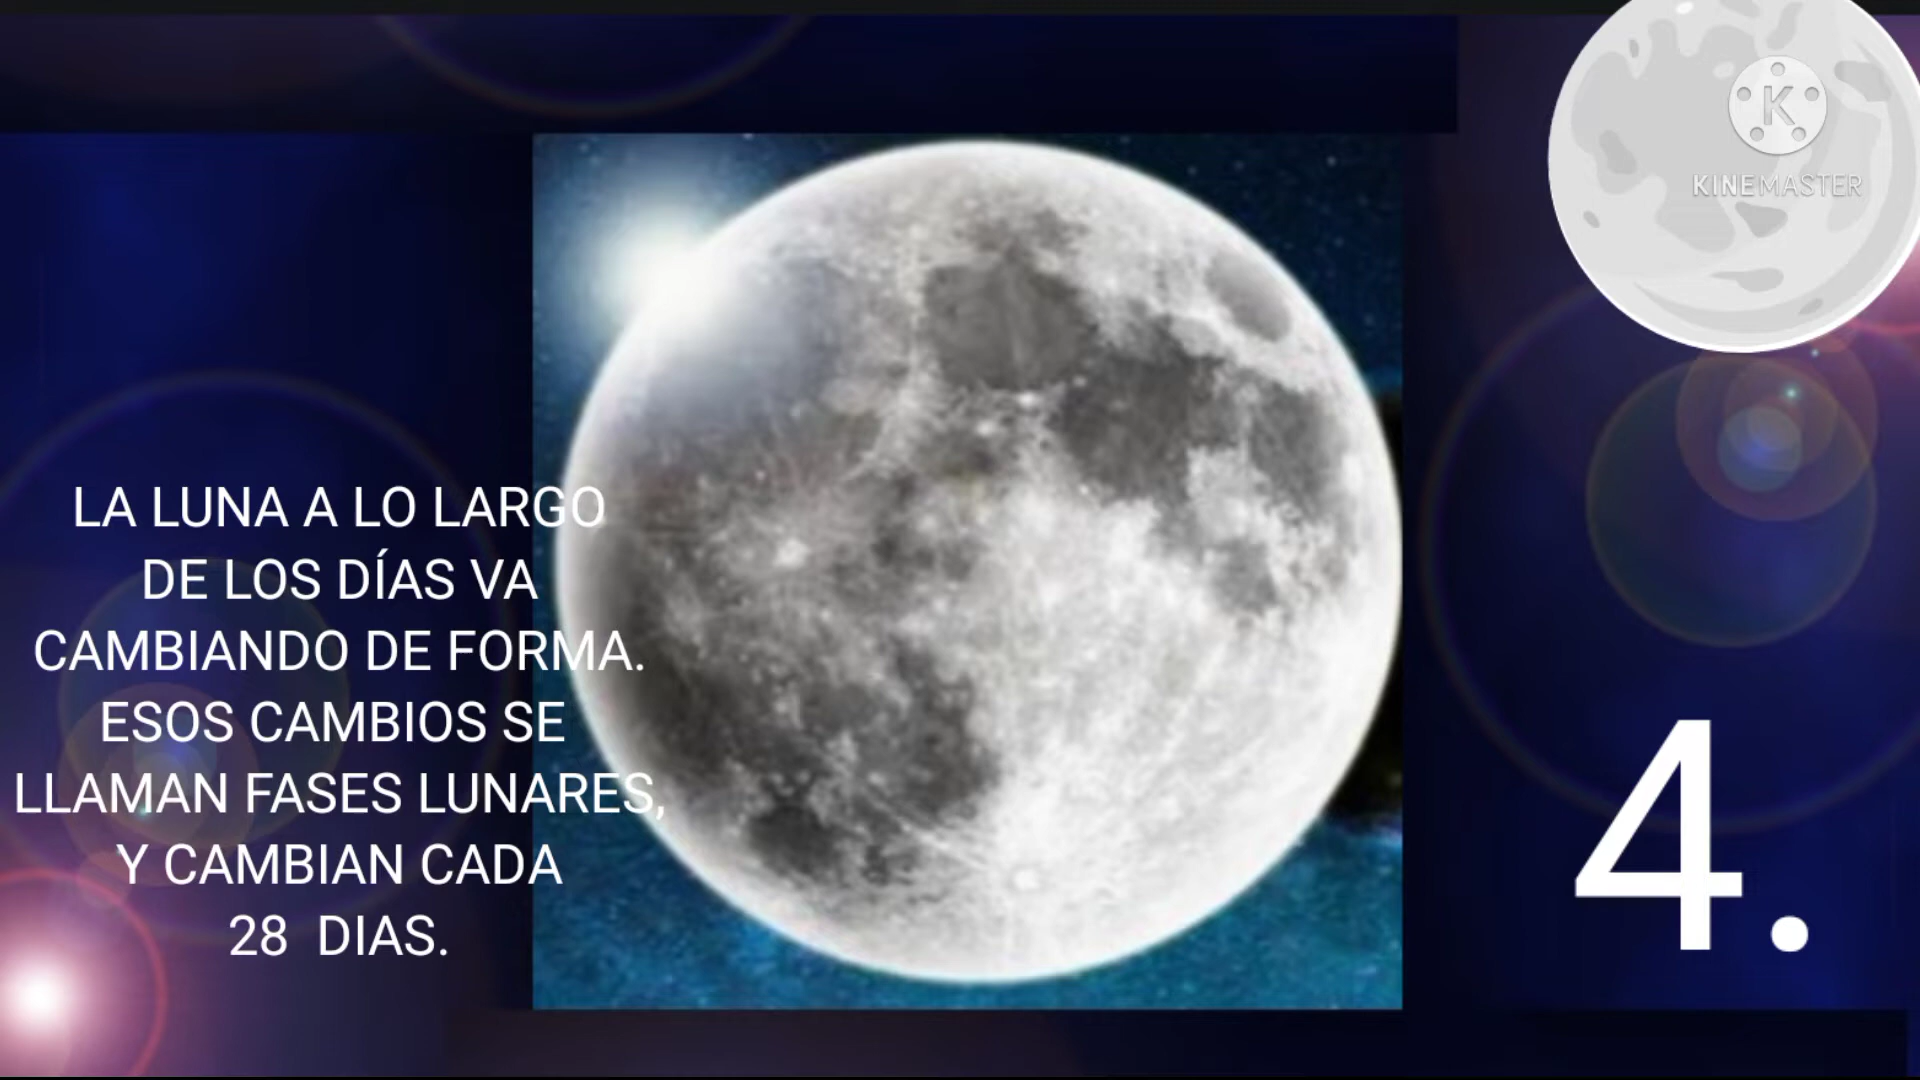 K
KINEMASTER
LA LUNA A LO LARGO
DE LOS DÍAS VA
CAMBIANDO DE FORMA.
ESOS CAMBIOS SE
LLAMAN FASES LUNARES,
Y CAMBIAN CADA
28  DIAS.
4.